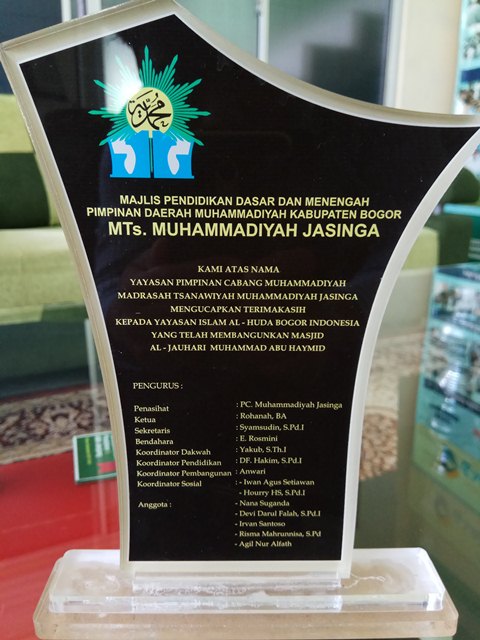 محمدية
MAJLIS PENDIDIKAN DASAR DAN MENENGAH
PIMPINAN DAERAH MUHAMMADIYAH KABUPATEN BOGOR
MTs. MUHAMMADIYAH JASINGA
KAMI ATAS NAMA
YAYASAN PIMPINAN CABANG MUHAMMADIYAH
MADRASAH TSANAWIYAH MUHAMMADIYAH JASINGA
MENGUCAPKAN TERIMAKASIH
KEPADA YAYASAN ISLAM AL - HUDA BOGOR INDONESIA
YANG TELAH MEMBANGUNKAN MASJID
AL - JAUHARI MUHAMMAD ABU HAYMID
PENGURUS :
Penasihat : PC. Muhammadiyah Jasinga
Ketua : Rohanah, BA
Sekretaris : Syamsudin, S.Pd.I
Bendahara : E. Rosmini
Koordinator Dakwah : Yakub, S.Th.I
Koordinator Pendidikan : DF. Hakim, S.Pd.I
Koordinator Pembangunan : Anwari
Koordinator Sosial : - Iwan Agus Setiawan
- Hourry HS, S.Pd.I
Anggota : - Nana Suganda
- Devi Darul Falah, S.Pd.I
- Irvan Santoso
- Risma Mahrunnisa, S.Pd
- Agil Nur Alfath